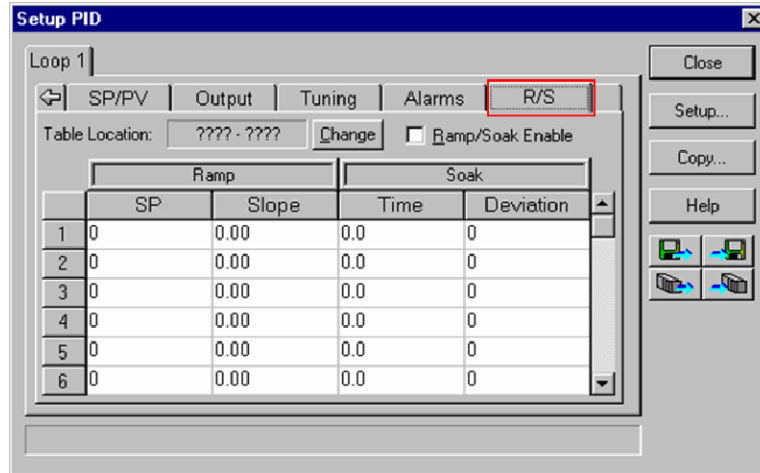 Setup PID
Loop 1
SP/PV Output Tuning Alarms R/S
Table Location: ???? - ???? Change Ramp/Soak Enable
Ramp Soak
SP Slope Time Deviation
1 0 0.00 0.0 0
2 0 0.00 0.0 0
3 0 0.00 0.0 0
4 0 0.00 0.0 0
5 0 0.00 0.0 0
6 0 0.00 0.0 0
Close
Setup...
Copy...
Help